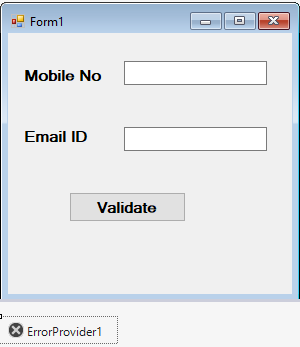 Form1
Mobile No
Email ID
Validate
ErrorProvider1